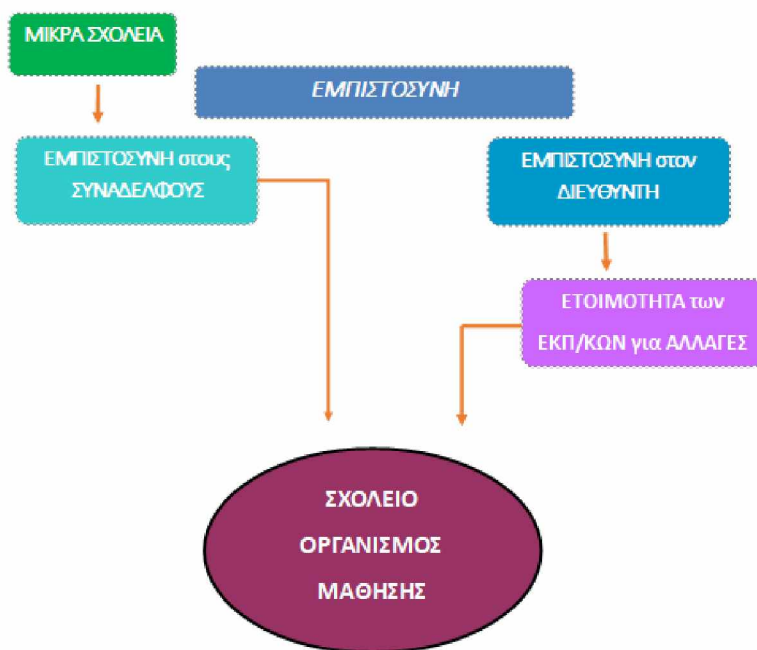 ΜΙΚΡΑ ΣΧΟΛΕΙΑ
ΕΜΠΙΣΤΟΣΥΝΗ
ΕΜΠΙΣΤΟΣΥΝΗ στους
ΣΥΝΑΔΕΛΦΟΥΣ
ΕΜΠΙΣΤΟΣΥΝΗ στον
ΔΙΕΥΘΥΝΤΗ
ΕΤΟΙΜΟΤΗΤΑ των
ΕΚΠ/ΚΩΝ για ΑΛΛΑΓΕΣ
ΣΧΟΛΕΙΟ
ΟΡΓΑΝΙΣΜΟΣ
ΜΑΘΗΣΗΣ